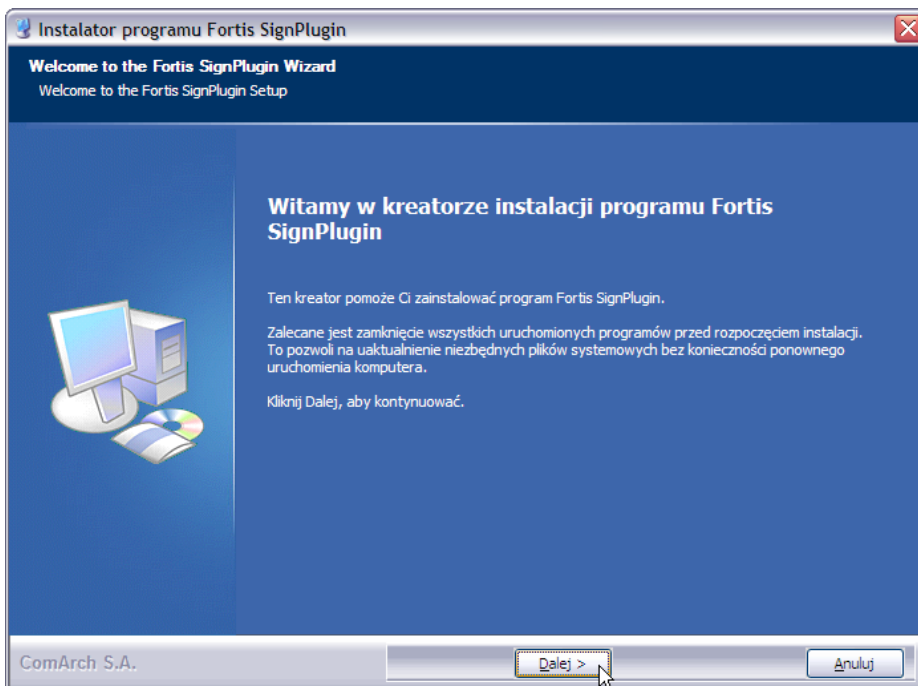 Instalator programu Fortis SignPlugin
Welcome to the Fortis SignPlugin Wizard
Welcome to the Fortis SignPlugin Setup
Witamy w kreatorze instalacji programu Fortis
SignPlugin
Ten kreator pomoże Ci zainstalować program Fortis SignPlugin.
Zalecane jest zamknięcie wszystkich uruchomionych programów przed rozpoczęciem instalacji.
To pozwoli na uaktualnienie niezbędnych plików systemowych bez konieczności ponownego
uruchomienia komputera.
Kliknij Dalej, aby kontynuować.
ComArch S.A.
Dalej >
Anuluj